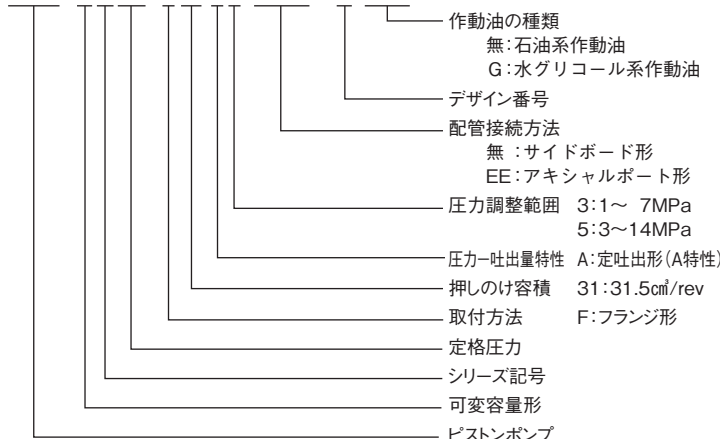 作動油の種類
無:石油系作動油
G:水グリコール系作動油
デザイン番号
配管接続方法
無 :サイドボード形
EE:アキシャルポート形
圧力調整範囲 3:1～ 7MPa
5:3～14MPa
圧力ー吐出量特性 A:定吐出形(A特性)
押しのけ容積 31:31.5c㎥/rev
取付方法 F:フランジ形
定格圧力
シリーズ記号
可変容量形
ピストンポンプ